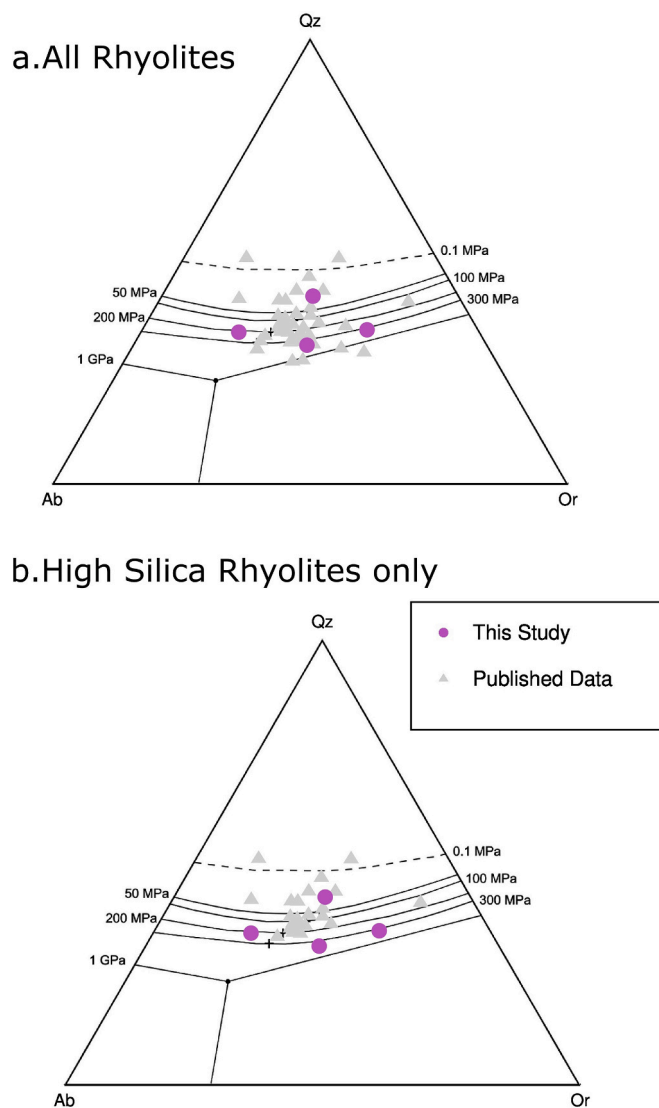 Qz
a.All Rhyolites
0.1 MPa
100 MPa
50 MPa
300 MPa
200 MPa
1 GPa
Ab
Or
b.High Silica Rhyolites only
This Study
Qz
Published Data
0.1 MPa
100 MPa
50 MPa
300 MPa
200 MPa
1 GPa
Ab
Or